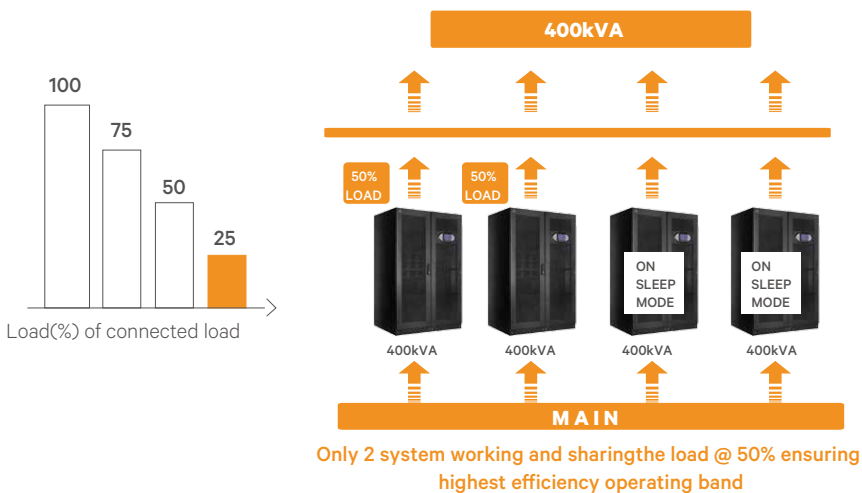 400kVA
100
75
50
25
Load(%) of connected load
50%
LOAD
50%
LOAD
ON
SLEEP
MODE
ON
SLEEP
MODE
400kVA
400kVA
400kVA
400kVA
MAIN
Only 2 system working and sharingthe load @ 50% ensuring
highest efficiency operating band